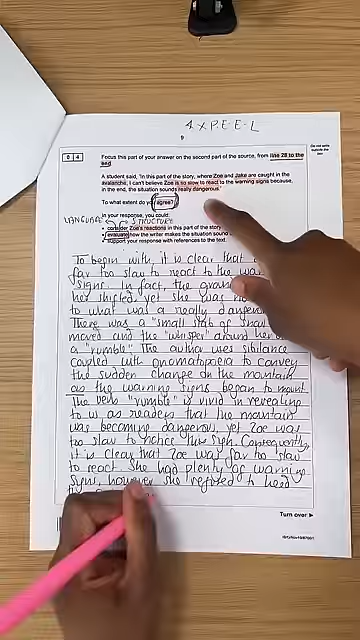 4 x P-E-E-L
9
Do not write
outside the
box
0 4
Focus this part of your answer on the second part of the source, from line 28 to the
end.
A student said, 'In this part of the story, where Zoe and Jake are caught in the
avalanche, I can't believe Zoe is so slow to react to the warning signs because,
in the end, the situation sounds really dangerous.'
To what extent do you agree?
LANGUAGE STRUCTURE
In your response, you could:
• consider Zoe's reactions in this part of the story
• evaluate how the writer makes the situation sound
• support your response with references to the text.
To begin with, it is clear that
far too slow to react to the
signs. In fact, the
her shifted, yet she was
to what was a really
There was a "small slab of snow
moved and the "whisper" around her
a "rumble". The author uses sibilance
coupled with onomatopoeia to convey
the sudden change on the mountain
as the warning signs began to mount.
The verb "rumble" is vivid in revealing
to us as readers that the mountain
was becoming dangerous, yet Zoe was
too slow to notice this sign. Consequently,
it is clear that Zoe was far too slow
to react. She had plenty of warning
signs, however she refused to heed
Turn over